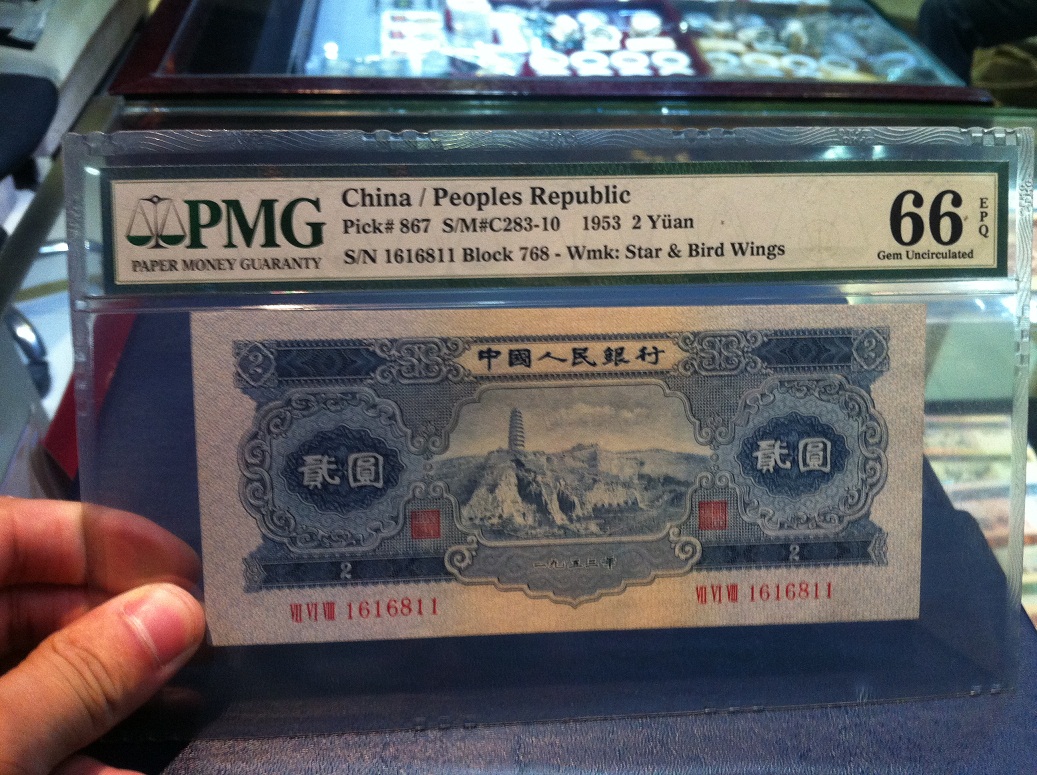 PMG
PAPER MONEY GUARANTY
China / Peoples Republic
Pick# 867 S/M#C283-10 1953 2 Yüan
S/N 1616811 Block 768 - Wmk: Star & Bird Wings
66
EPQ
Gem Uncirculated
2 中國人民銀行 2
貳圓 貳圓
一九五三年
2 2
Ⅶ Ⅵ Ⅷ 1616811 Ⅶ Ⅵ Ⅷ 1616811